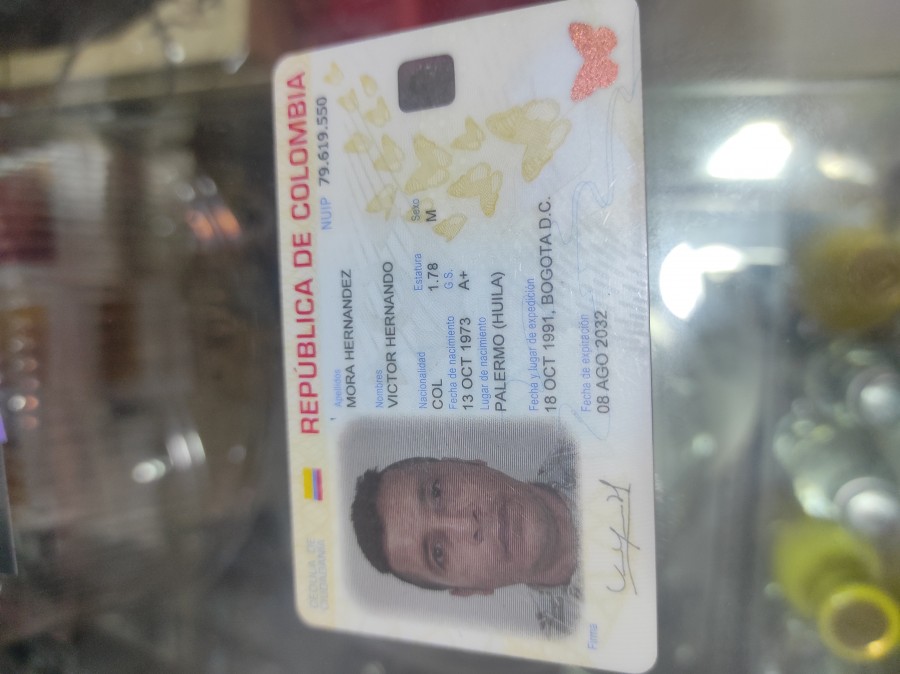 REPÚBLICA DE COLOMBIA
CÉDULA DE
CIUDADANÍA
NUIP 79.619.550
Apellidos
MORA HERNANDEZ
Nombres
VICTOR HERNANDO
Nacionalidad Estatura Sexo
COL 1.78 M
Fecha de nacimiento G.S.
13 OCT 1973 A+
Lugar de nacimiento
PALERMO (HUILA)
Fecha y lugar de expedición
18 OCT 1991, BOGOTA D.C.
Fecha de expiración
08 AGO 2032
Firma